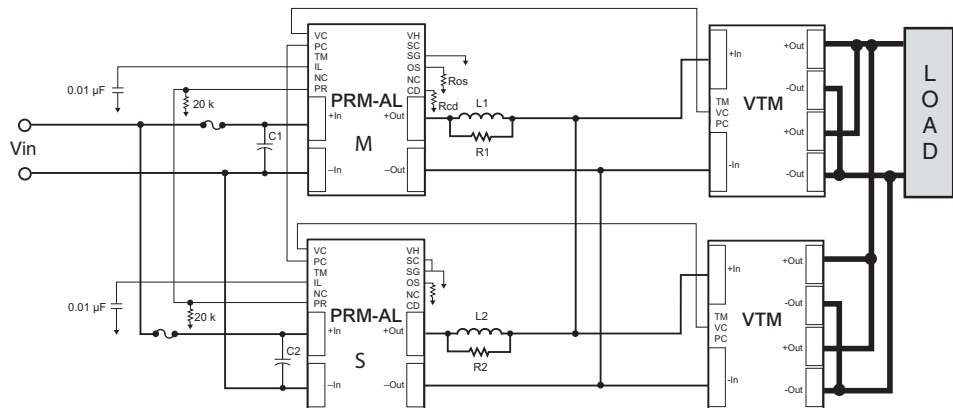 VC
PC
TM
IL
NC
PR
VH
SC
SG
OS
NC
CD
PRM-AL
M
+In
–In
+Out
–Out
0.01 µF
20 k
Ros
Rcd
L1
R1
C1
Vin
+In
-In
TM
VC
PC
VTM
+Out
-Out
+Out
-Out
LOAD
VC
PC
TM
IL
NC
PR
VH
SC
SG
OS
NC
CD
PRM-AL
S
+In
–In
+Out
–Out
0.01 µF
20 k
L2
R2
C2
+In
-In
TM
VC
PC
VTM
+Out
-Out
+Out
-Out